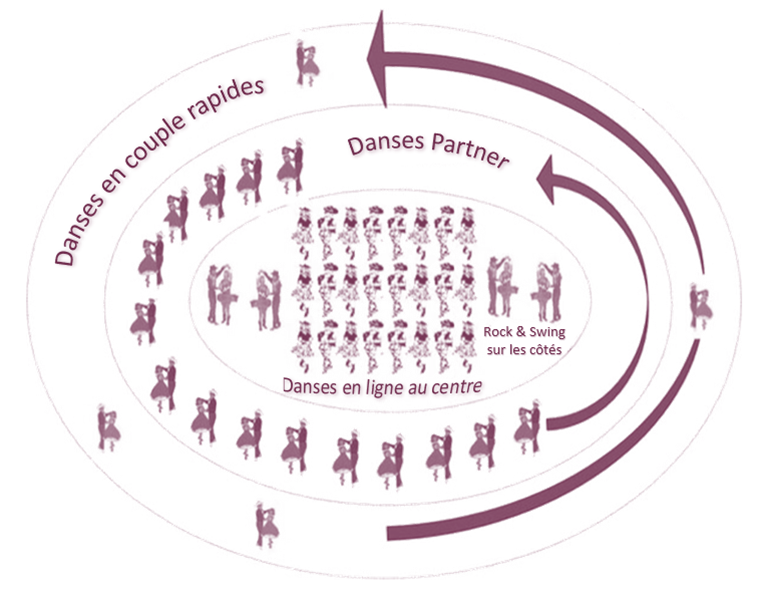 Danses en couple rapides
Danses Partner
Rock & Swing
sur les côtés
Danses en ligne au centre